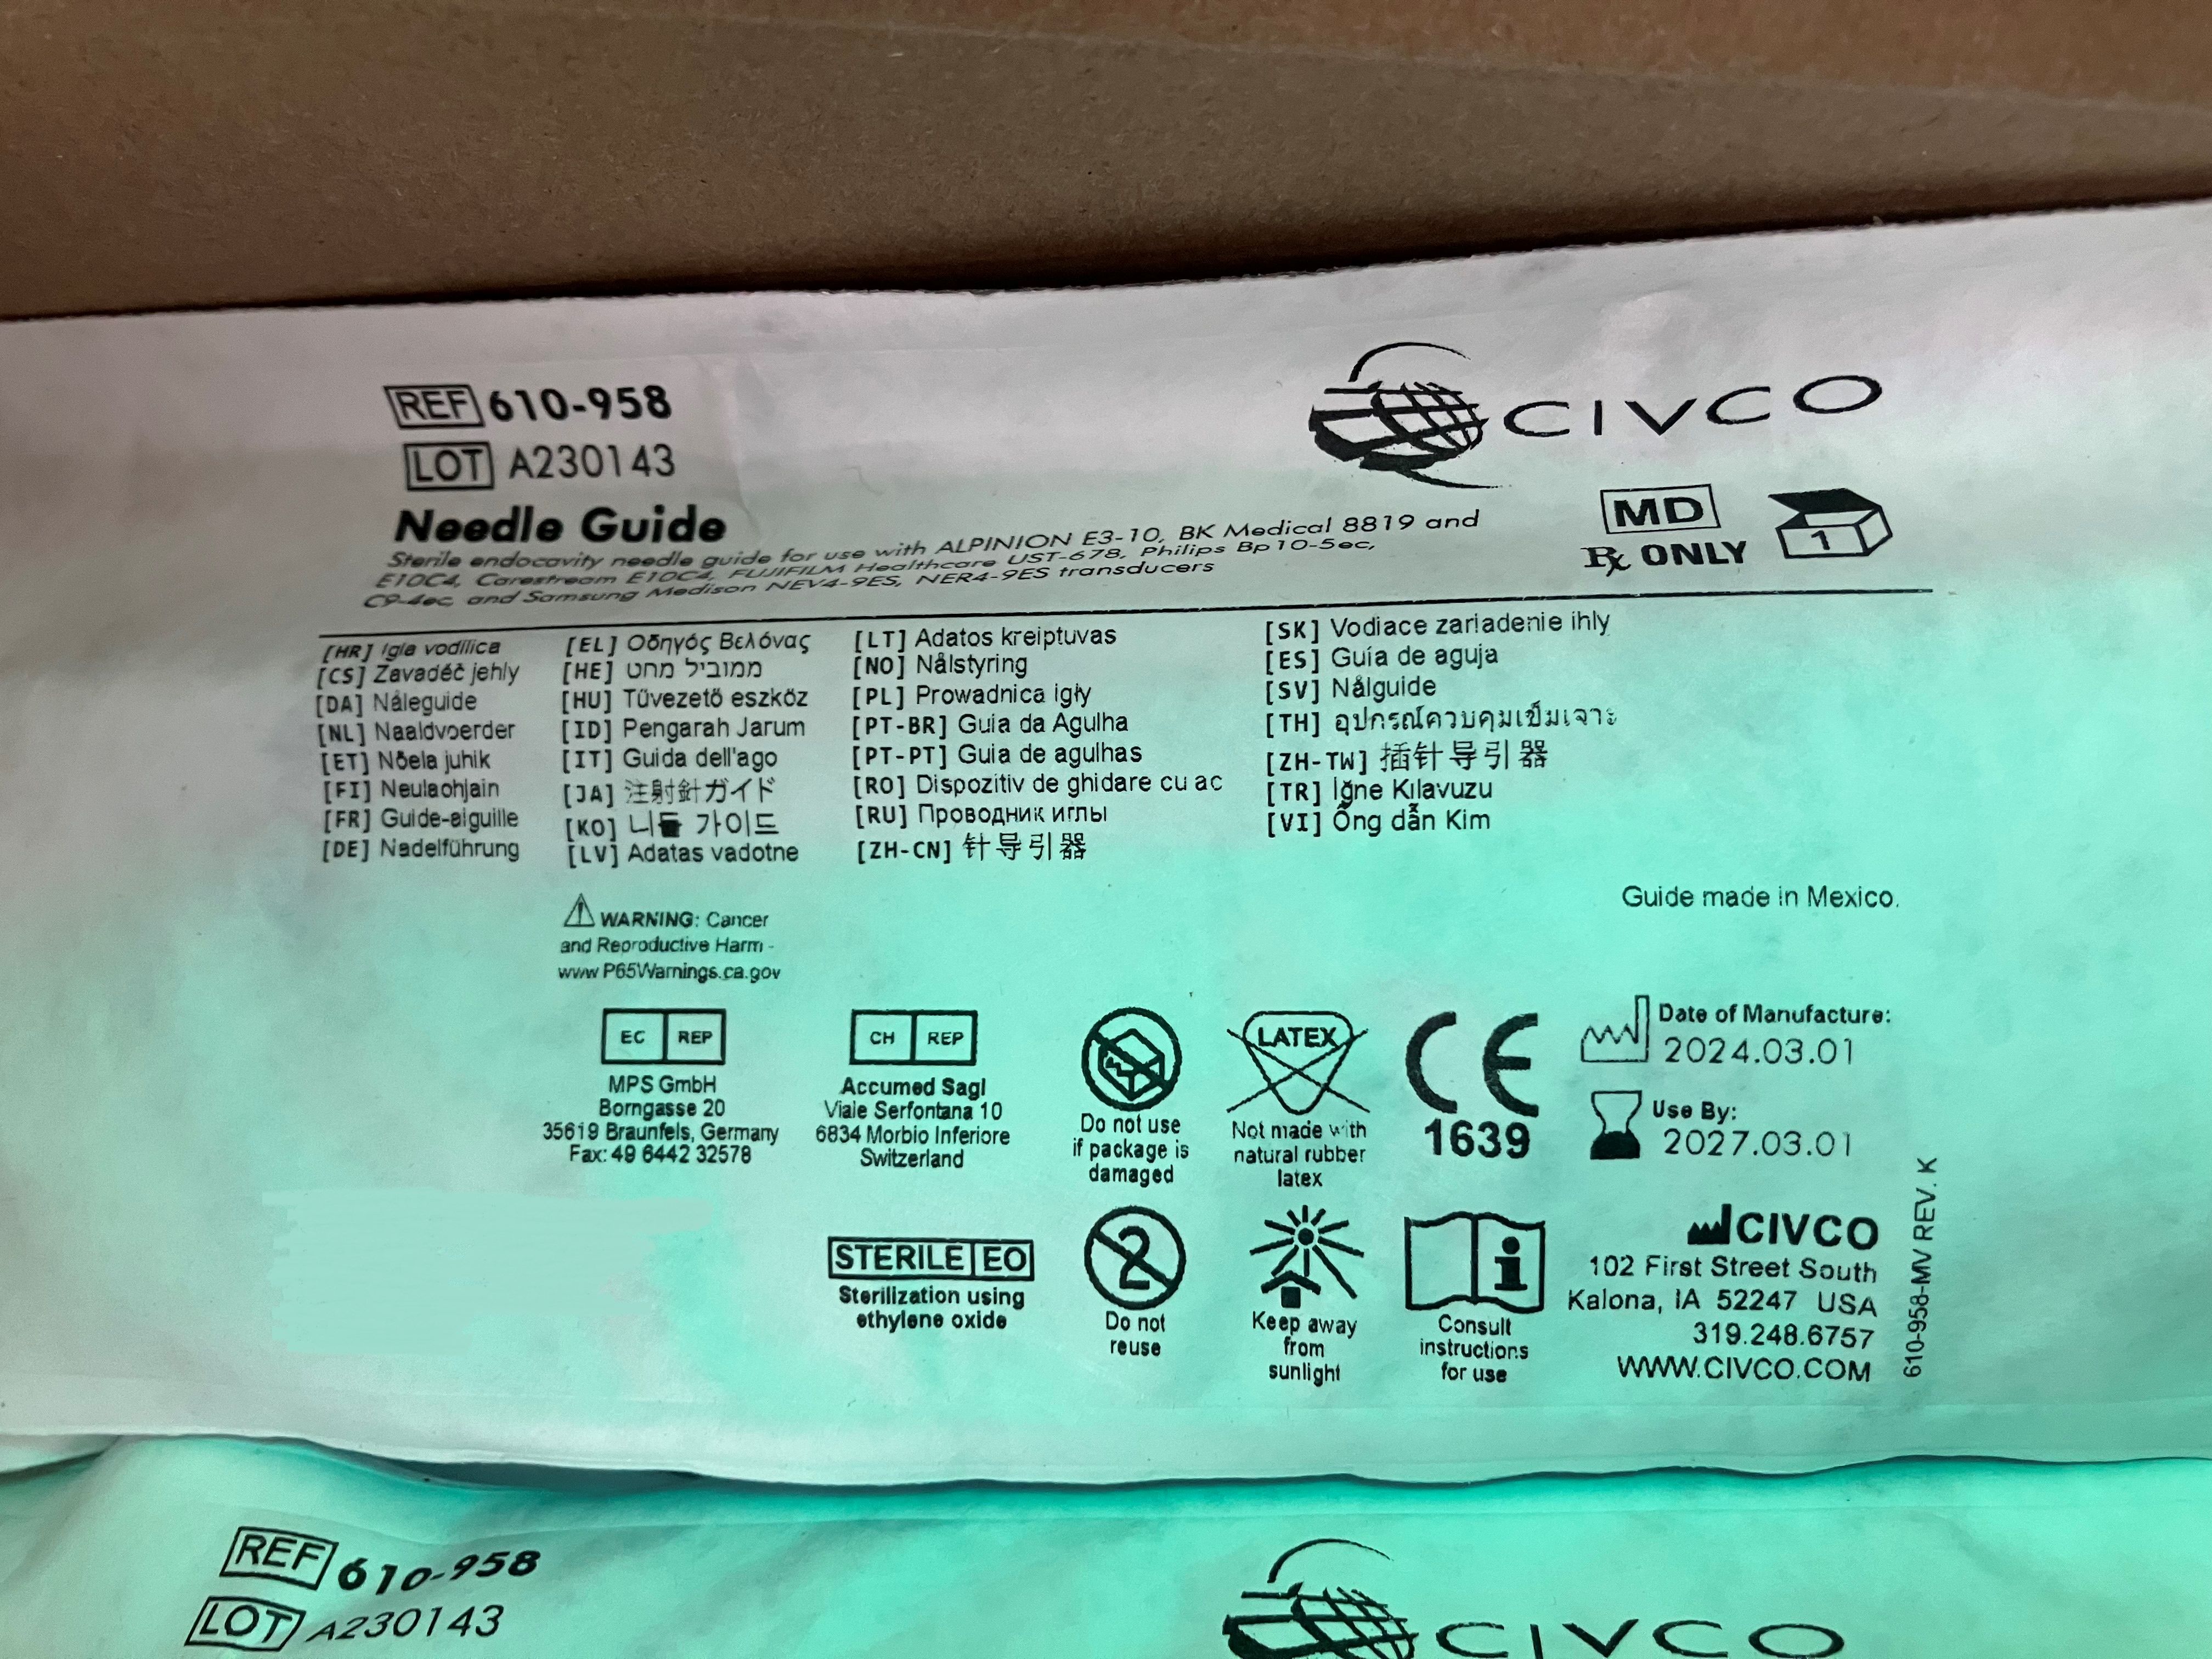 REF 610-958
LOT A230143
Needle Guide
Sterile endocavity needle guide for use with ALPINION E3-10, BK Medical 8819 and
E10C4, Carestream E10C4, FUJIFILM Healthcare UST-678, Philips Bp10-5ec,
C9-4ec, and Samsung Medison NEV4-9ES, NER4-9ES transducers
CIVCO
MD
Rx ONLY
1
[HR] Igla vodilica
[CS] Zavaděč jehly
[DA] Nåleguide
[NL] Naaldvoerder
[ET] Nõela juhik
[FI] Neulaohjain
[FR] Guide-aiguille
[DE] Nadelführung
[EL] Οδηγός Βελόνας
[HE] מוביל מחט
[HU] Tűvezető eszköz
[ID] Pengarah Jarum
[IT] Guida dell'ago
[JA] 注射針ガイド
[KO] 니들 가이드
[LV] Adatas vadotne
[LT] Adatos kreiptuvas
[NO] Nålstyring
[PL] Prowadnica igły
[PT-BR] Guia da Agulha
[PT-PT] Guia de agulhas
[RO] Dispozitiv de ghidare cu ac
[RU] Проводник иглы
[ZH-CN] 针导引器
[SK] Vodiace zariadenie ihly
[ES] Guía de aguja
[SV] Nålguide
[TH] อุปกรณ์ควบคุมเข็มเจาะ
[ZH-TW] 插针导引器
[TR] İğne Kılavuzu
[VI] Ống dẫn Kim
Guide made in Mexico.
WARNING: Cancer
and Reproductive Harm -
www P65Warnings.ca.gov
EC REP
MPS GmbH
Borngasse 20
35619 Braunfels, Germany
Fax: 49 6442 32578
CH REP
Accumed Sagl
Viale Serfontana 10
6834 Morbio Inferiore
Switzerland
Do not use
if package is
damaged
LATEX
Not made with
natural rubber
latex
CE
1639
Date of Manufacture:
2024.03.01
Use By:
2027.03.01
STERILE EO
Sterilization using
ethylene oxide
2
Do not
reuse
Keep away
from
sunlight
Consult
instructions
for use
CIVCO
102 First Street South
Kalona, IA 52247 USA
319.248.6757
WWW.CIVCO.COM
610-958-MV REV. K
REF 610-958
LOT A230143
CIVCO